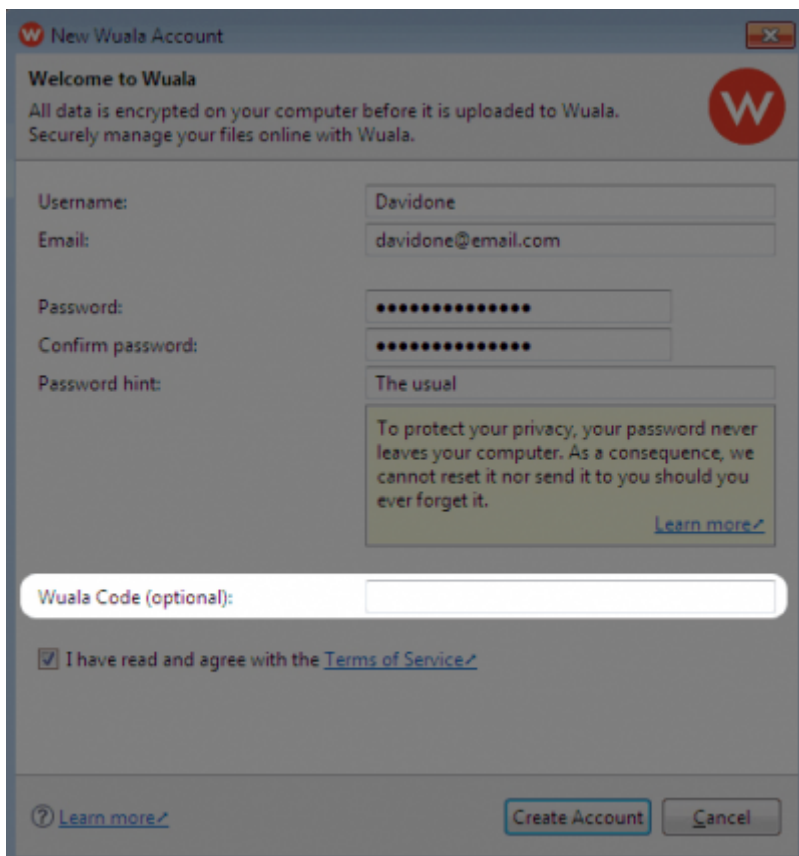 New Wuala Account
Welcome to Wuala
All data is encrypted on your computer before it is uploaded to Wuala.
Securely manage your files online with Wuala.
W
Username: Davidone
Email: davidone@email.com
Password: ••••••••••••••
Confirm password: ••••••••••••••
Password hint: The usual
To protect your privacy, your password never
leaves your computer. As a consequence, we
cannot reset it nor send it to you should you
ever forget it.
Learn more
Wuala Code (optional):
I have read and agree with the Terms of Service
? Learn more Create Account Cancel